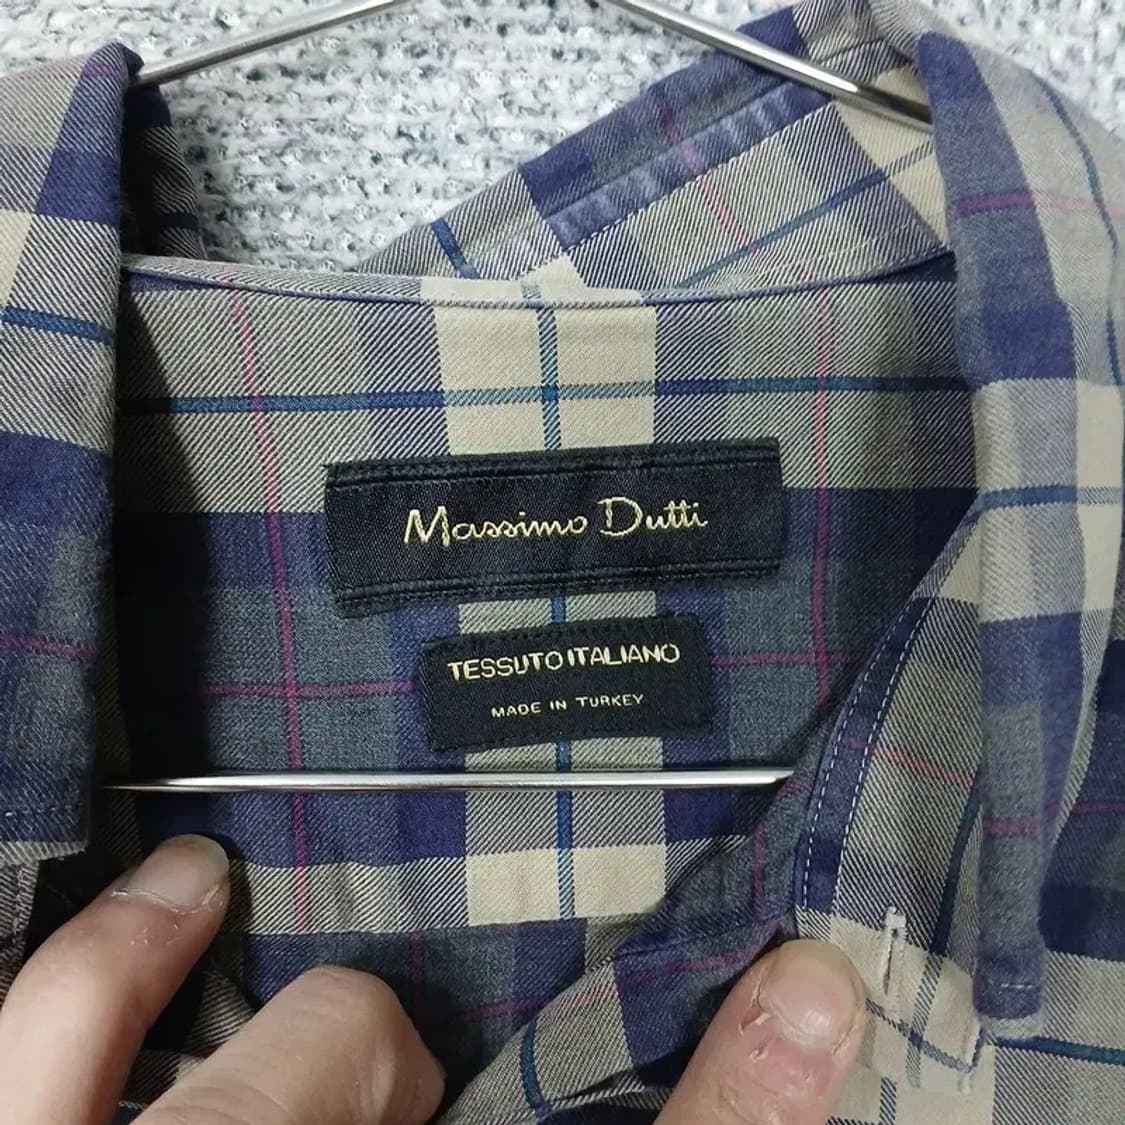 Massimo Dutti
TESSUTO ITALIANO
MADE IN TURKEY